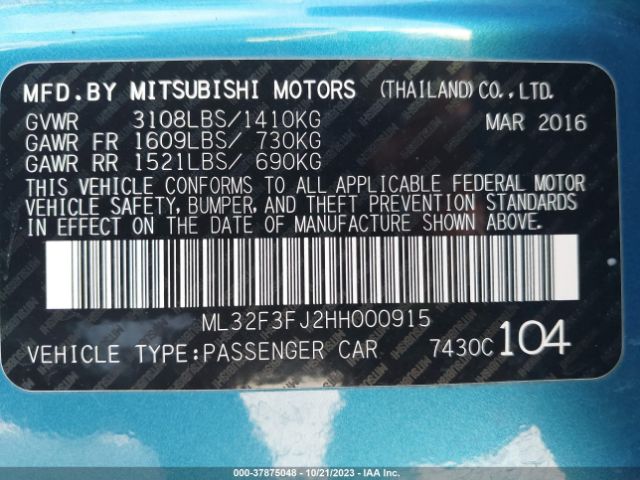 MFD.BY MITSUBISHI MOTORS (THAILAND)CO.,LTD.
GVWR 3108LBS/1410KG MAR 2016
GAWR FR 1609LBS/ 730KG
GAWR RR 1521LBS/ 690KG
THIS VEHICLE CONFORMS TO ALL APPLICABLE FEDERAL MOTOR
VEHICLE SAFETY, BUMPER, AND THEFT PREVENTION STANDARDS
IN EFFECT ON THE DATE OF MANUFACTURE SHOWN ABOVE.
ML32F3FJ2HH000915
VEHICLE TYPE:PASSENGER CAR 7430C 104
000-37875048 - 10/21/2023 - IAA Inc.